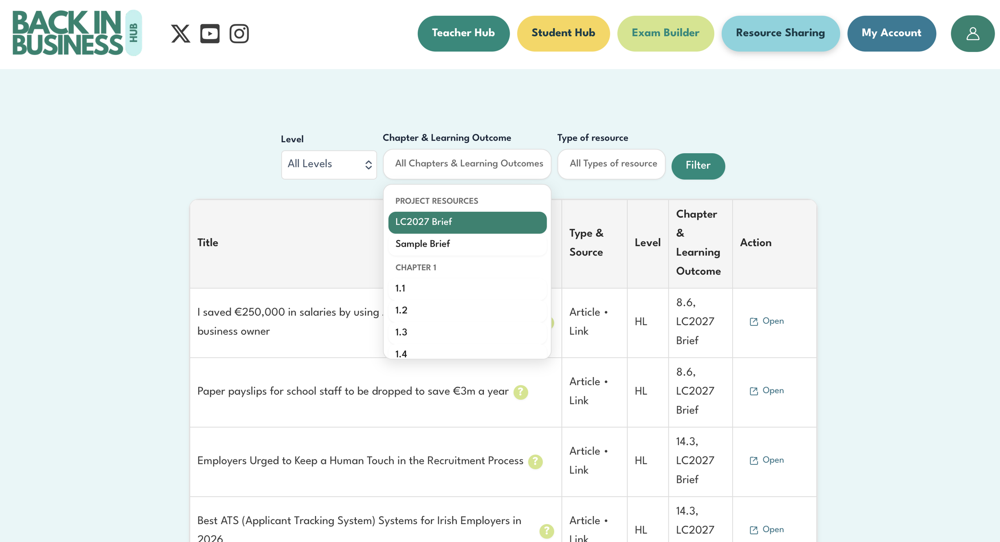 BACK IN
BUSINESS
HUB
Teacher Hub
Student Hub
Exam Builder
Resource Sharing
My Account
Level
Chapter & Learning Outcome
Type of resource
All Levels
All Chapters & Learning Outcomes
All Types of resource
Filter
PROJECT RESOURCES
LC2027 Brief
Sample Brief
CHAPTER 1
1.1
1.2
1.3
1.4
Title
Type &
Source
Level
Chapter
&
Learning
Outcome
Action
I saved €250,000 in salaries by using
business owner
Article •
Link
HL
8.6,
LC2027
Brief
Open
Paper payslips for school staff to be dropped to save €3m a year ?
Article •
Link
HL
8.6,
LC2027
Brief
Open
Employers Urged to Keep a Human Touch in the Recruitment Process ?
Article •
Link
HL
14.3,
LC2027
Brief
Open
Best ATS (Applicant Tracking System) Systems for Irish Employers in
2026
?
Article •
Link
HL
14.3,
LC2027
Open